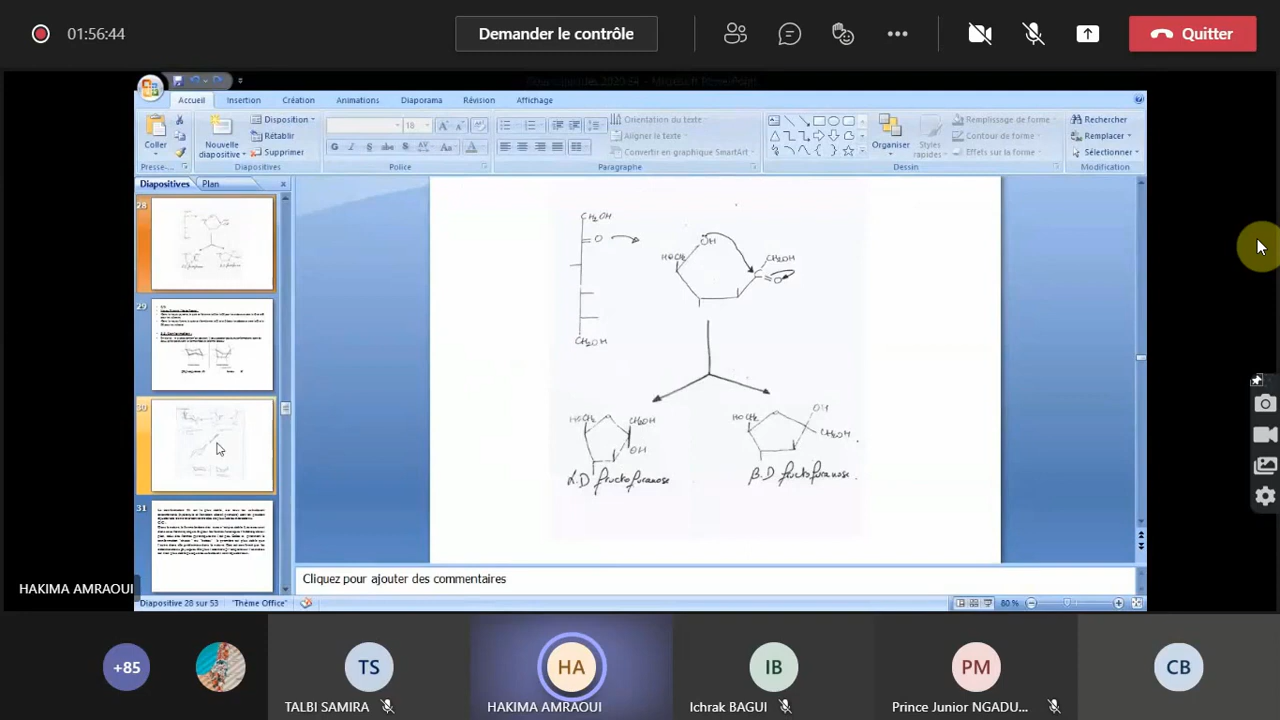 01:56:44
Demander le contrôle
Quitter
Accueil
Insertion
Création
Animations
Diaporama
Révision
Affichage
Coller
Nouvelle
diapositive
Disposition
Rétablir
Supprimer
18
Orientation du texte
Aligner le texte
Convertir en graphique SmartArt
Organiser
Styles
rapides
Remplissage de forme
Contour de forme
Effets sur la forme
Rechercher
Remplacer
Sélectionner
Presse-...
Diapositives
Police
Paragraphe
Dessin
Modification
Diapositives
Plan
28
29
30
31
CH2OH
O
OH
HOCH2
CH2OH
O
CH2OH
HOCH2
CH2OH
OH
HOCH2
OH
CH2OH
α.D fructofuranose
β.D fructofuranose
Cliquez pour ajouter des commentaires
HAKIMA AMRAOUI
Diapositive 28 sur 53
"Thème Office"
80 %
+85
TS
HA
IB
PM
CB
TALBI SAMIRA
HAKIMA AMRAOUI
Ichrak BAGUI
Prince Junior NGADU...